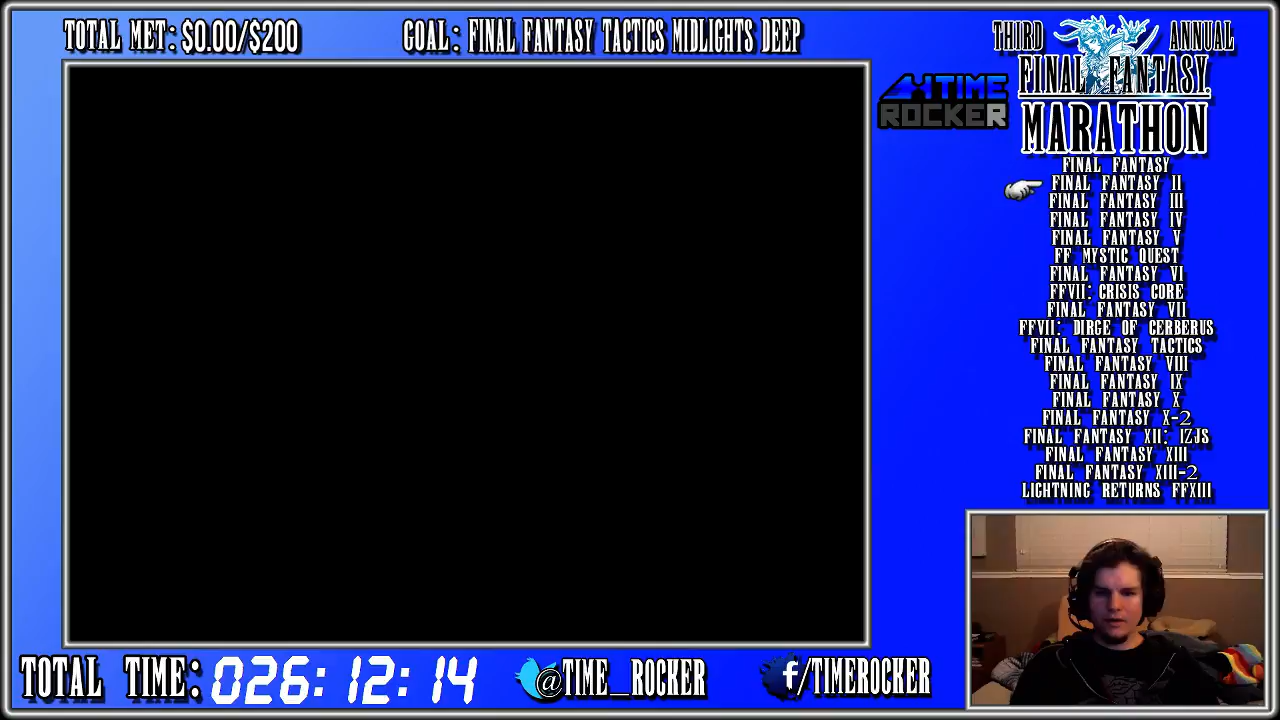 TOTAL MET: $0.00/$200
GOAL: FINAL FANTASY TACTICS MIDLIGHTS DEEP
TIME
ROCKER
THIRD ANNUAL
FINAL FANTASY
MARATHON
FINAL FANTASY
FINAL FANTASY II
FINAL FANTASY III
FINAL FANTASY IV
FINAL FANTASY V
FF MYSTIC QUEST
FINAL FANTASY VI
FFVII: CRISIS CORE
FINAL FANTASY VII
FFVII: DIRGE OF CERBERUS
FINAL FANTASY TACTICS
FINAL FANTASY VIII
FINAL FANTASY IX
FINAL FANTASY X
FINAL FANTASY X-2
FINAL FANTASY XII: IZJS
FINAL FANTASY XIII
FINAL FANTASY XIII-2
LIGHTNING RETURNS FFXIII
TOTAL TIME: 026:12:14
@TIME_ROCKER
f/TIMEROCKER